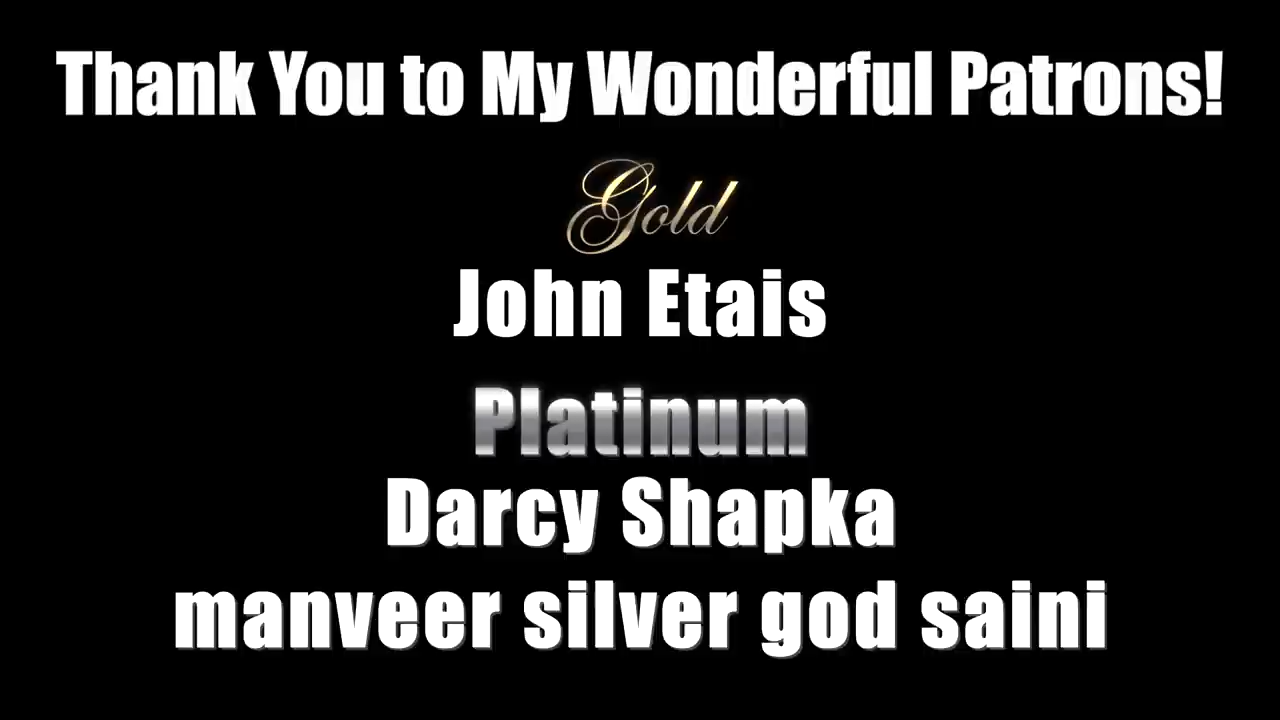 Thank You to My Wonderful Patrons!
Gold
John Etais
Platinum
Darcy Shapka
manveer silver god saini